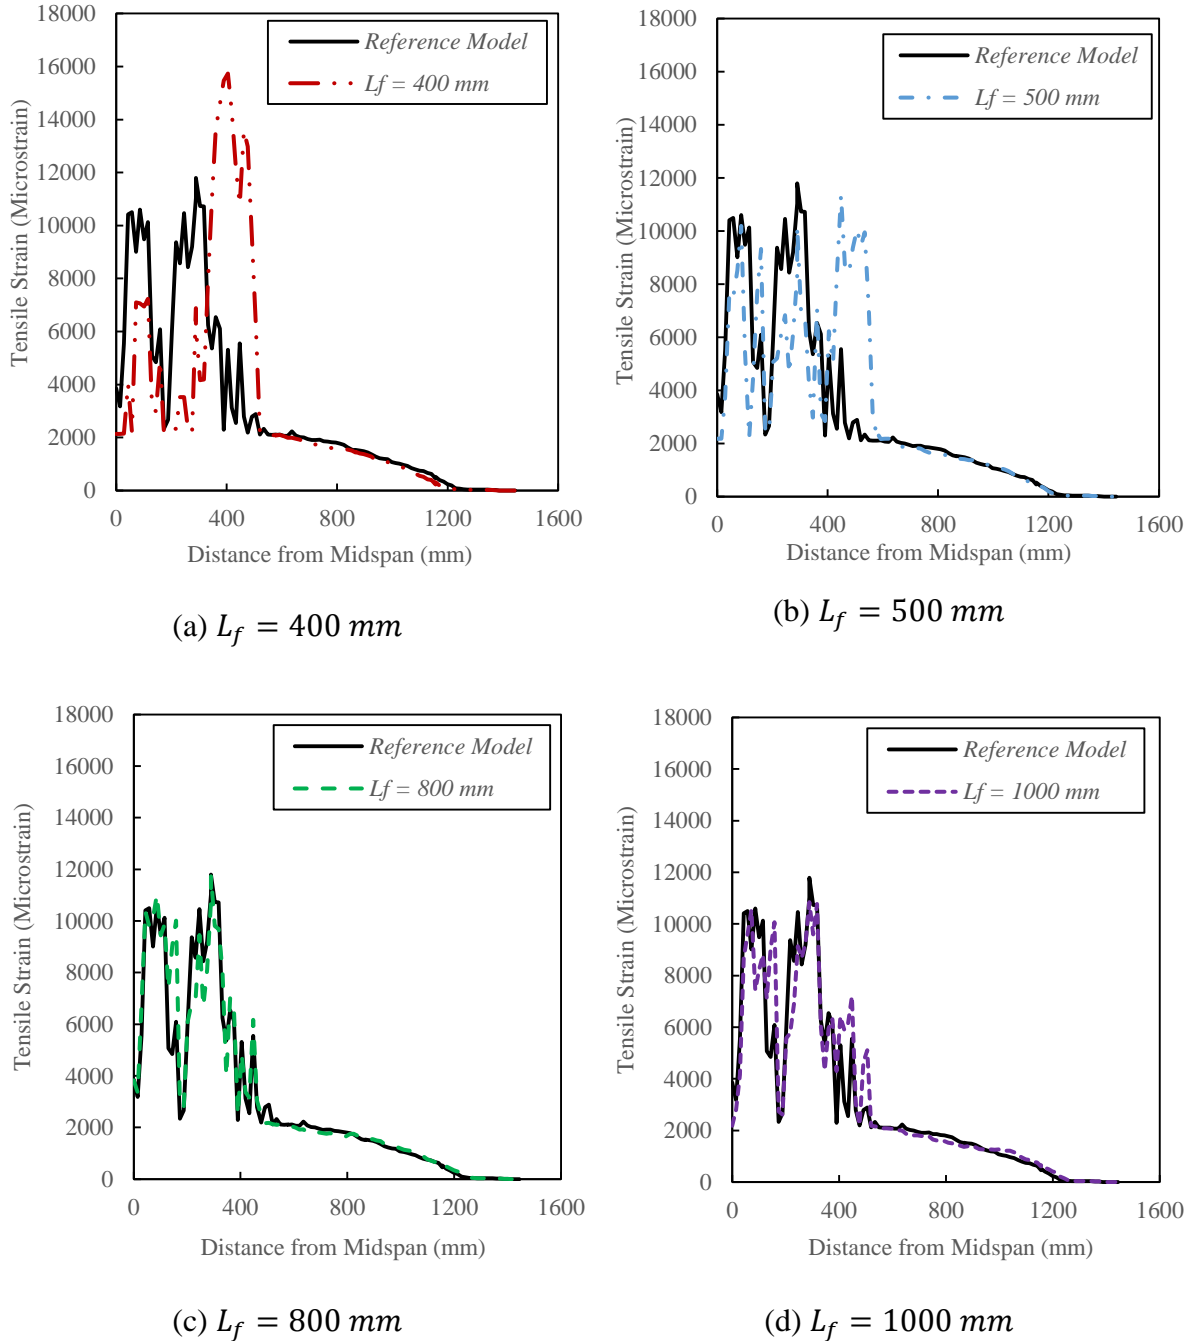 18000
16000
14000
12000
10000
8000
6000
4000
2000
0
0 400 800 1200 1600
Tensile Strain (Microstrain)
Distance from Midspan (mm)
Reference Model
Lf = 400 mm
(a) L_f = 400 mm
18000
16000
14000
12000
10000
8000
6000
4000
2000
0
0 400 800 1200 1600
Tensile Strain (Microstrain)
Distance from Midspan (mm)
Reference Model
Lf = 500 mm
(b) L_f = 500 mm
18000
16000
14000
12000
10000
8000
6000
4000
2000
0
0 400 800 1200 1600
Tensile Strain (Microstrain)
Distance from Midspan (mm)
Reference Model
Lf = 800 mm
(c) L_f = 800 mm
18000
16000
14000
12000
10000
8000
6000
4000
2000
0
0 400 800 1200 1600
Tensile Strain (Microstrain)
Distance from Midspan (mm)
Reference Model
Lf = 1000 mm
(d) L_f = 1000 mm